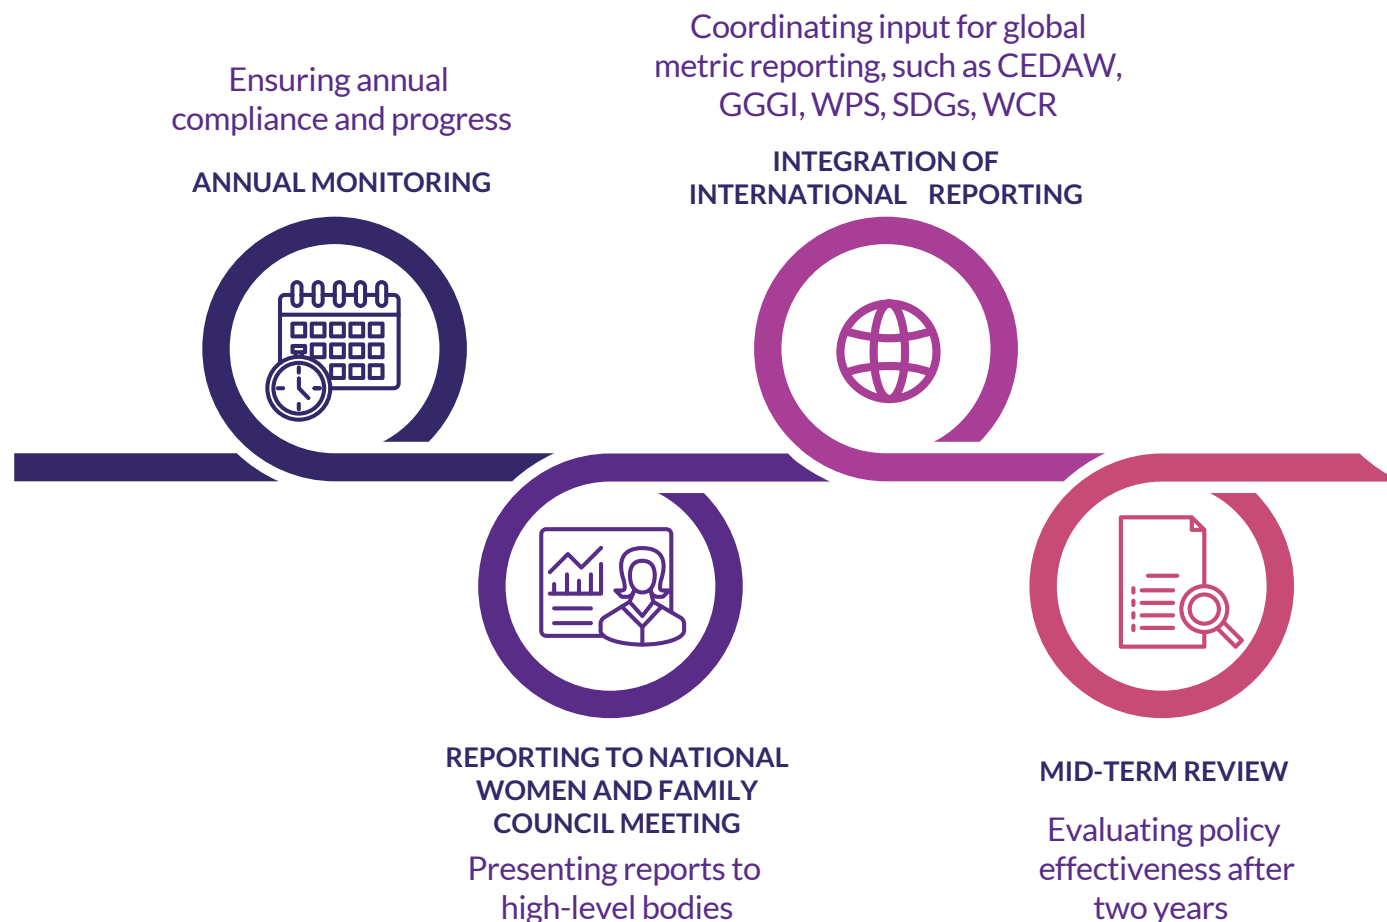 Ensuring annual
compliance and progress
ANNUAL MONITORING
REPORTING TO NATIONAL
WOMEN AND FAMILY
COUNCIL MEETING
Presenting reports to
high-level bodies
Coordinating input for global
metric reporting, such as CEDAW,
GGGI, WPS, SDGs, WCR
INTEGRATION OF
INTERNATIONAL REPORTING
MID-TERM REVIEW
Evaluating policy
effectiveness after
two years